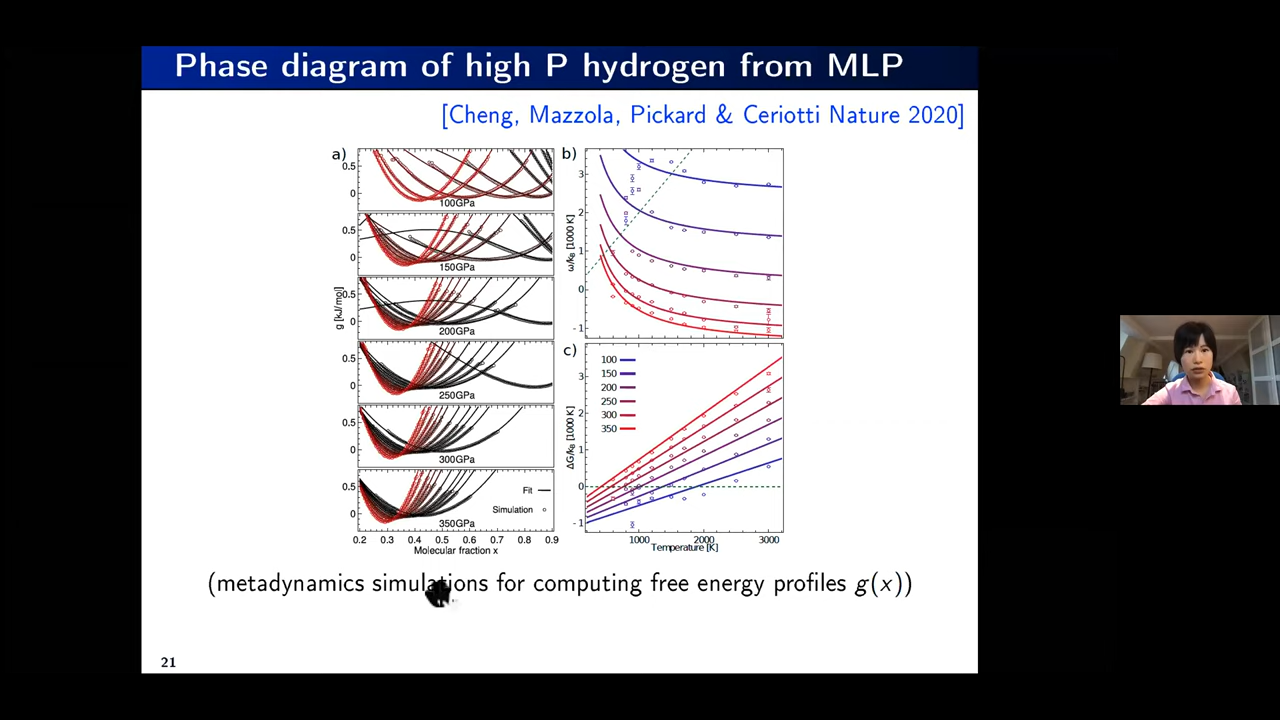 Phase diagram of high P hydrogen from MLP
[Cheng, Mazzola, Pickard & Ceriotti Nature 2020]
a)
0.5
0
100GPa
0.5
0
150GPa
0.5
0
200GPa
0.5
0
250GPa
0.5
0
300GPa
0.5
0
350GPa
Fit
Simulation
g [kJ/mol]
0.2 0.3 0.4 0.5 0.6 0.7 0.8 0.9
Molecular fraction x
b)
3
2
1
0
-1
ω/kB [1000 K]
c)
100
150
200
250
300
350
3
2
1
0
-1
ΔG/kB [1000 K]
1000 2000 3000
Temperature [K]
(metadynamics simulations for computing free energy profiles g(x))
21